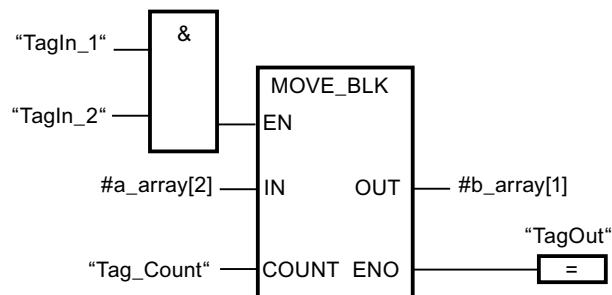 &
“TagIn_1“
“TagIn_2“
MOVE_BLK
EN
#a_array[2] IN OUT #b_array[1]
“TagOut“
“Tag_Count“ COUNT ENO =